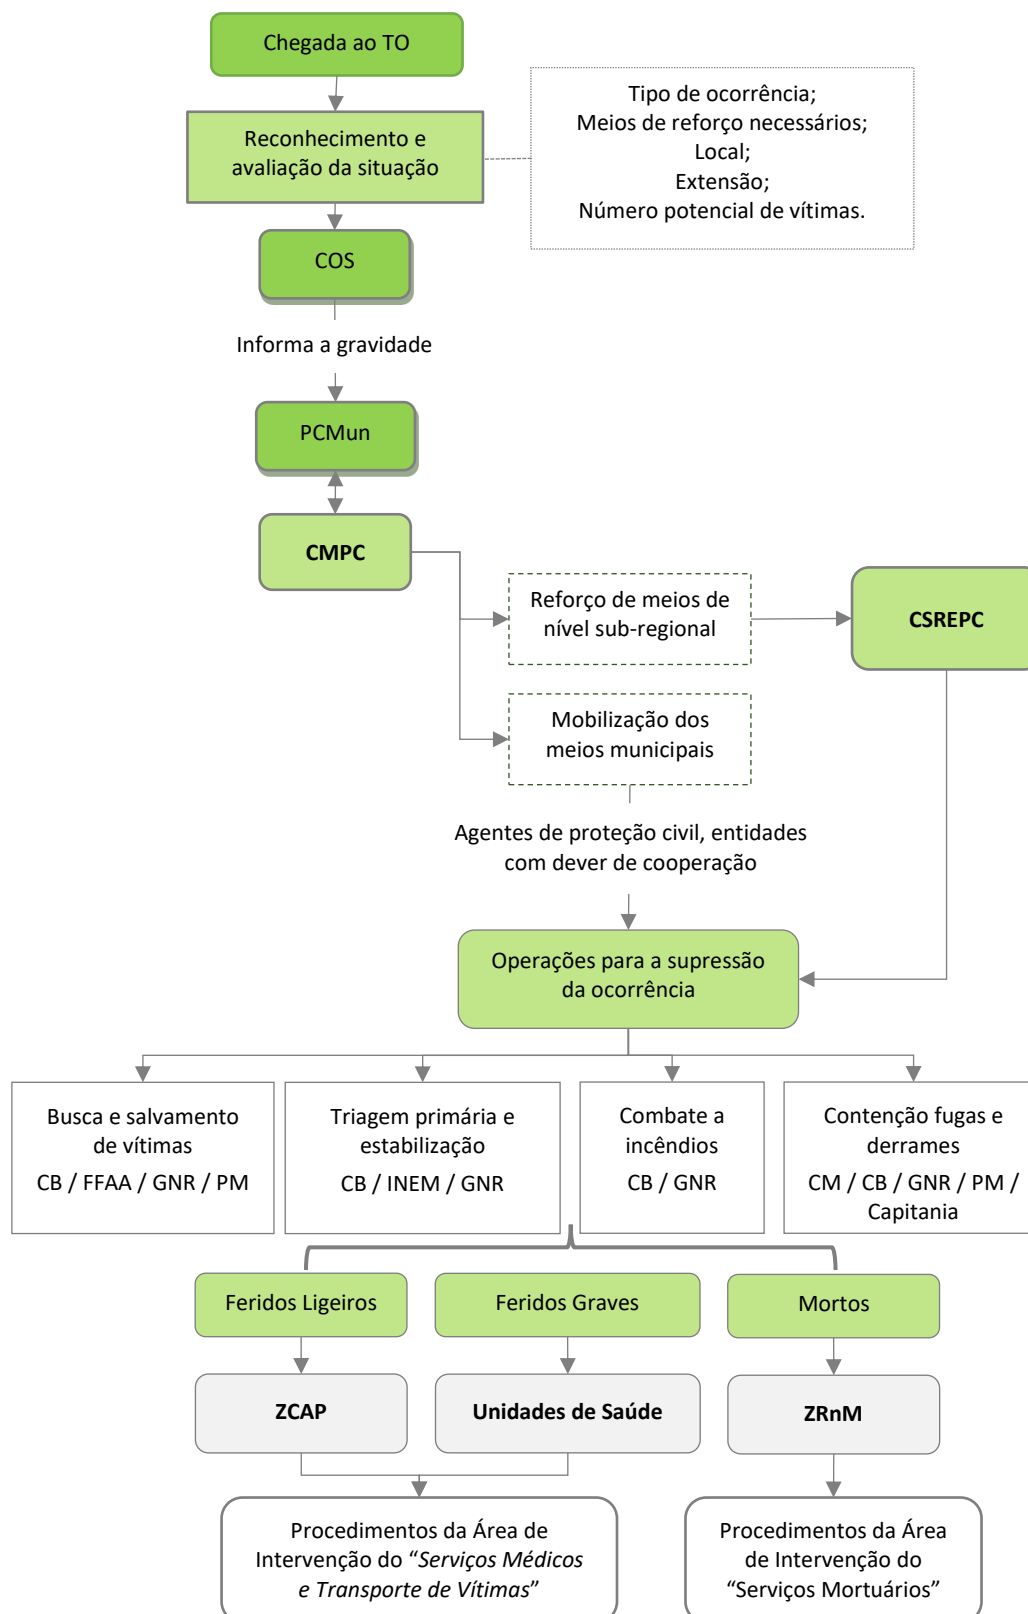 Chegada ao TO
Tipo de ocorrência;
Meios de reforço necessários;
Local;
Extensão;
Número potencial de vítimas.
Reconhecimento e
avaliação da situação
COS
Informa a gravidade
PCMun
CMPC
Reforço de meios de
nível sub-regional
CSREPC
Mobilização dos
meios municipais
Agentes de proteção civil, entidades
com dever de cooperação
Operações para a supressão
da ocorrência
Busca e salvamento
de vítimas
CB / FFAA / GNR / PM
Triagem primária e
estabilização
CB / INEM / GNR
Combate a
incêndios
CB / GNR
Contenção fugas e
derrames
CM / CB / GNR / PM /
Capitania
Feridos Ligeiros
Feridos Graves
Mortos
ZCAP
Unidades de Saúde
ZRnM
Procedimentos da Área de
Intervenção do “Serviços Médicos
e Transporte de Vítimas”
Procedimentos da Área
de Intervenção do
“Serviços Mortuários”